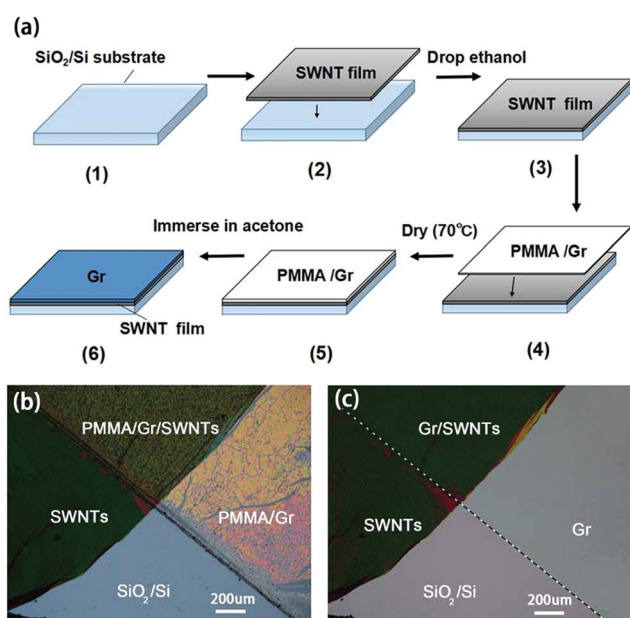 (a)
SiO₂/Si substrate
SWNT film
Drop ethanol
SWNT film
(1)
(2)
(3)
Immerse in acetone
Dry (70℃)
Gr
PMMA /Gr
PMMA /Gr
SWNT film
(6)
(5)
(4)
(b)
PMMA/Gr/SWNTs
SWNTs
PMMA/Gr
SiO₂/Si
200um
(c)
Gr/SWNTs
SWNTs
Gr
SiO₂/Si
200um